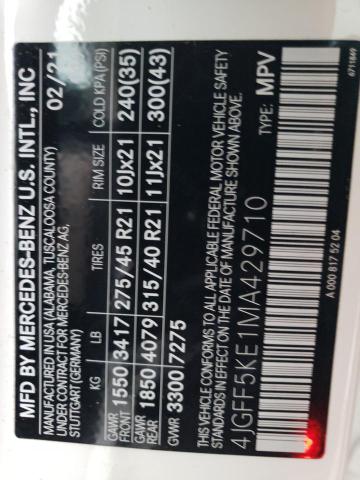 MFD BY MERCEDES-BENZ U.S. INTL., INC
MANUFACTURED IN USA (ALABAMA, TUSCALOOSA COUNTY)
UNDER CONTRACT FOR MERCEDES-BENZ AG,
STUTTGART (GERMANY) 02/21
KG LB TIRES RIM SIZE COLD KPA(PSI)
GAWR FRONT 1550 3417 275/45 R21 10Jx21 240(35)
GAWR REAR 1850 4079 315/40 R21 11Jx21 300(43)
GWR 3300 7275
THIS VEHICLE CONFORMS TO ALL APPLICABLE FEDERAL MOTOR VEHICLE SAFETY
STANDARDS IN EFFECT ON THE DATE OF MANUFACTURE SHOWN ABOVE.
4JGFF5KE1MA429710 TYPE: MPV
A 000 817 52 04
6711849